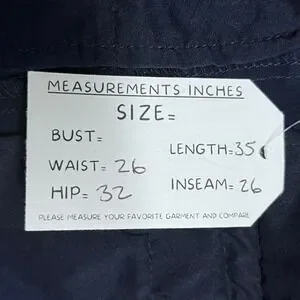 MEASUREMENTS INCHES
SIZE=
BUST=
LENGTH=35
WAIST= 26
HIP= 32
INSEAM= 26
PLEASE MEASURE YOUR FAVORITE GARMENT AND COMPARE